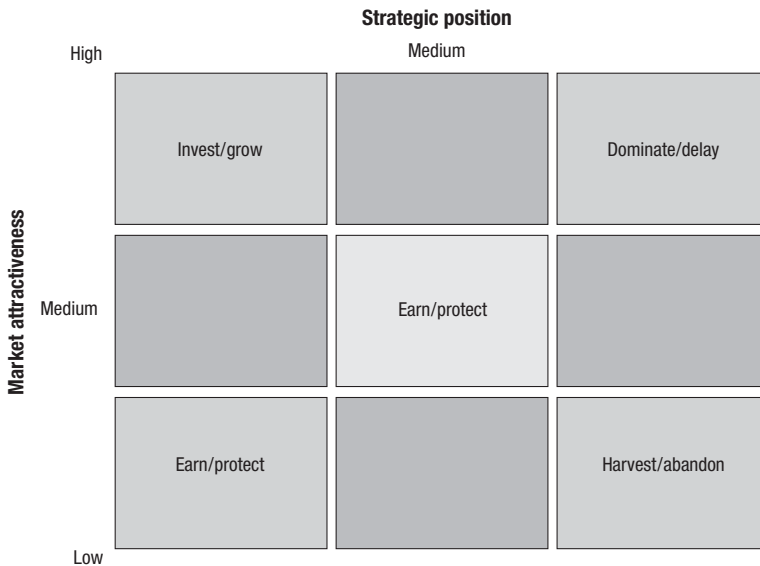 Strategic position
High
Medium
Invest/grow
Dominate/delay
Market attractiveness
Medium
Earn/protect
Earn/protect
Harvest/abandon
Low